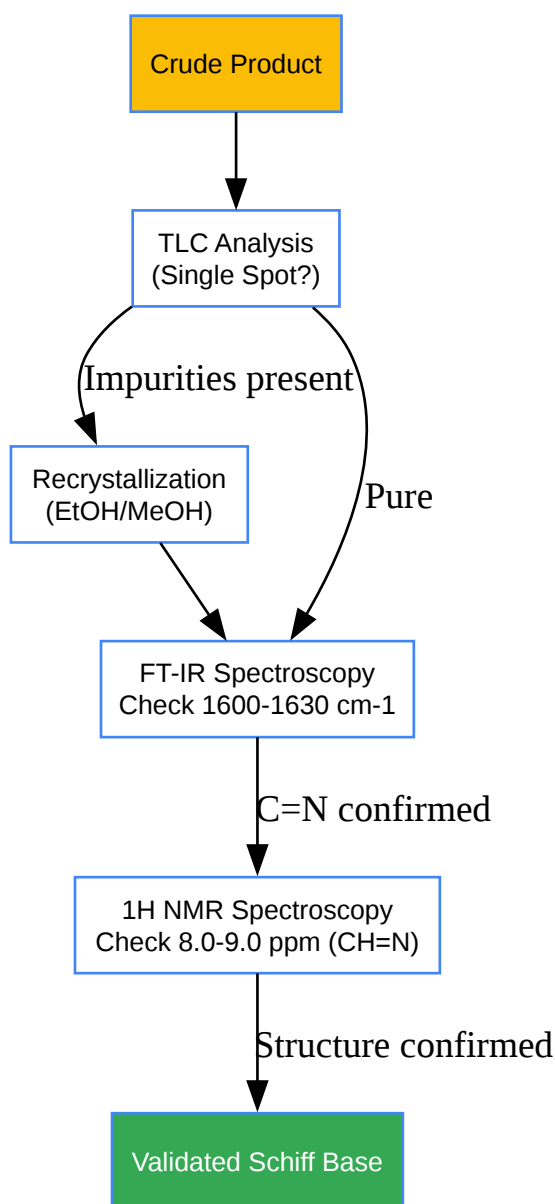 Crude Product
TLC Analysis
(Single Spot?)
Impurities present
Recrystallization
(EtOH/MeOH)
Pure
FT-IR Spectroscopy
Check 1600-1630 cm-1
C=N confirmed
1H NMR Spectroscopy
Check 8.0-9.0 ppm (CH=N)
Structure confirmed
Validated Schiff Base